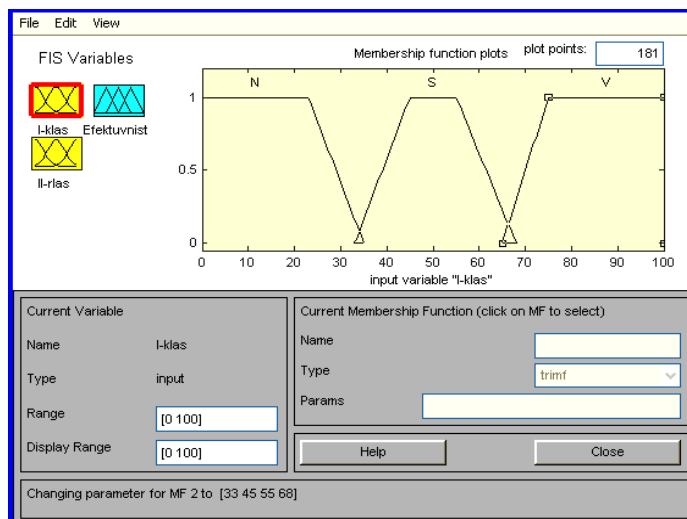 File Edit View
FIS Variables
Membership function plots
plot points:
181
I-klas
Efektuvnist
II-rlas
N
S
V
1
0.5
0
0 10 20 30 40 50 60 70 80 90 100
input variable "I-klas"
Current Variable
Name I-klas
Type input
Range [0 100]
Display Range [0 100]
Current Membership Function (click on MF to select)
Name
Type trimf
Params
Help Close
Changing parameter for MF 2 to [33 45 55 68]